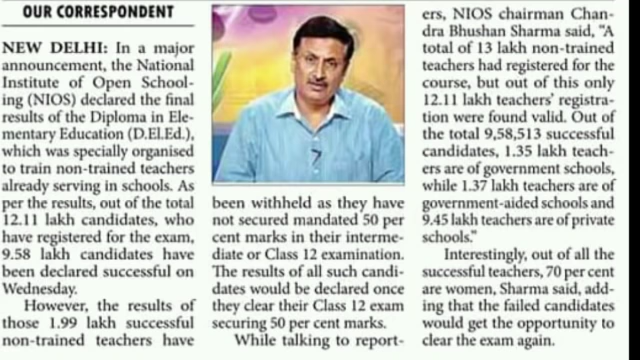 OUR CORRESPONDENT
NEW DELHI: In a major
announcement, the National
Institute of Open School-
ing (NIOS) declared the final
results of the Diploma in Ele-
mentary Education (D.El.Ed.),
which was specially organised
to train non-trained teachers
already serving in schools. As
per the results, out of the total
12.11 lakh candidates, who
have registered for the exam,
9.58 lakh candidates have
been declared successful on
Wednesday.
However, the results of
those 1.99 lakh successful
non-trained teachers have
been withheld as they have
not secured mandated 50 per
cent marks in their interme-
diate or Class 12 examination.
The results of all such candi-
dates would be declared once
they clear their Class 12 exam
securing 50 per cent marks.
While talking to report-
ers, NIOS chairman Chan-
dra Bhushan Sharma said, "A
total of 13 lakh non-trained
teachers had registered for the
course, but out of this only
12.11 lakh teachers' registra-
tion were found valid. Out of
the total 9,58,513 successful
candidates, 1.35 lakh teach-
ers are of government schools,
while 1.37 lakh teachers are of
government-aided schools and
9.45 lakh teachers are of private
schools."
Interestingly, out of all the
successful teachers, 70 per cent
are women, Sharma said, add-
ing that the failed candidates
would get the opportunity to
clear the exam again.